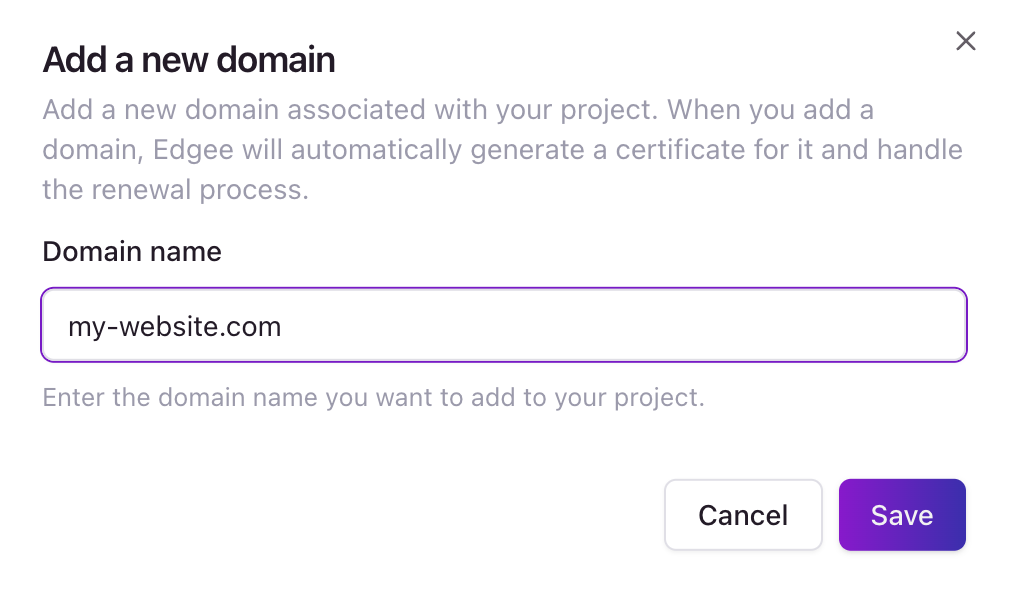 Add a new domain
Add a new domain associated with your project. When you add a
domain, Edgee will automatically generate a certificate for it and handle
the renewal process.
Domain name
my-website.com
Enter the domain name you want to add to your project.
Cancel
Save